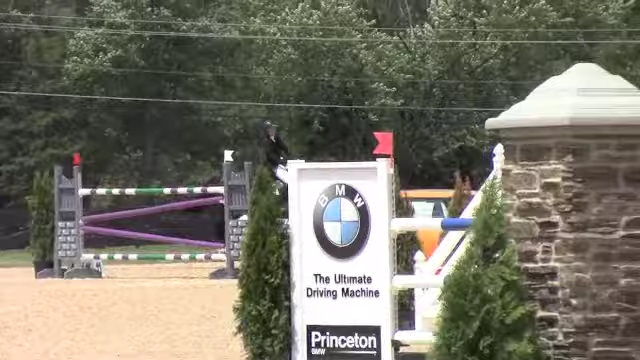 BMW
The Ultimate
Driving Machine
Princeton
BMW